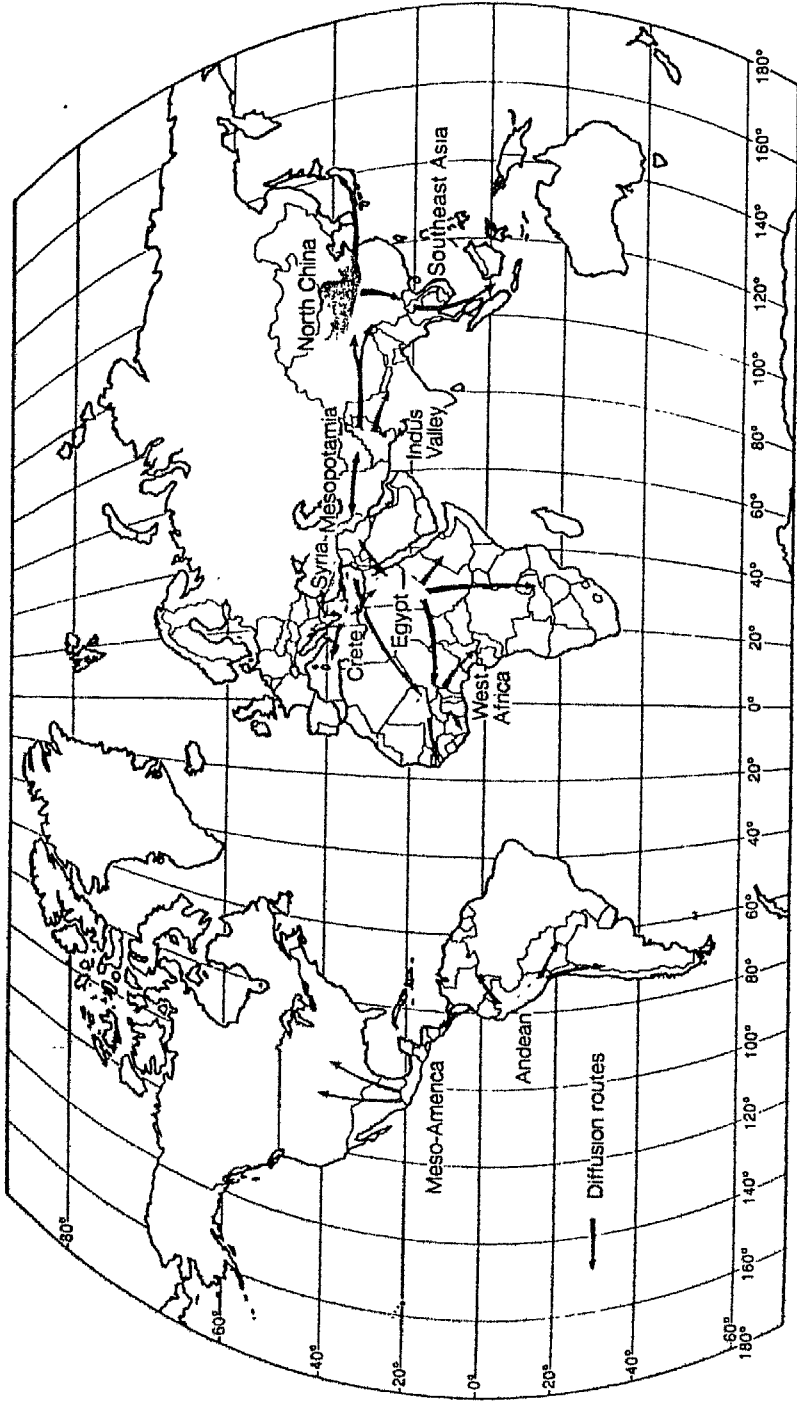 North China
Southeast Asia
Syria
Mesopotamia
Indus
Valley
Crete
Egypt
West
Africa
Meso-America
Andean
Diffusion routes
80°
60°
40°
20°
0°
20°
40°
60°
180° 160° 140° 120° 100° 80° 60° 40° 20° 0° 20° 40° 60° 80° 100° 120° 140° 160° 180°